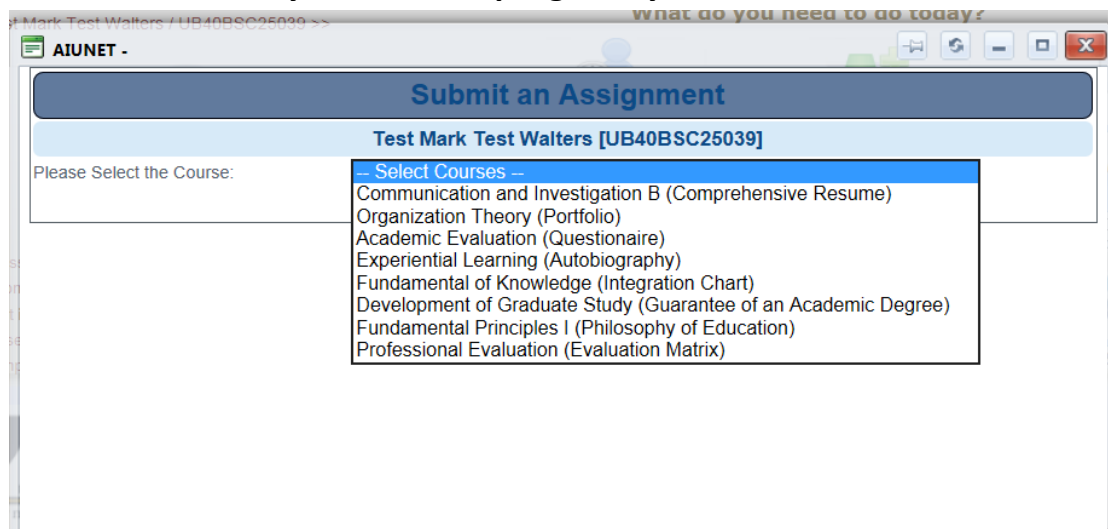 What do you need to do today?
Mark Test Walters / UB40BSC25039 >>
AIUNET -
Submit an Assignment
Test Mark Test Walters [UB40BSC25039]
Please Select the Course:
-- Select Courses --
Communication and Investigation B (Comprehensive Resume)
Organization Theory (Portfolio)
Academic Evaluation (Questionaire)
Experiential Learning (Autobiography)
Fundamental of Knowledge (Integration Chart)
Development of Graduate Study (Guarantee of an Academic Degree)
Fundamental Principles I (Philosophy of Education)
Professional Evaluation (Evaluation Matrix)